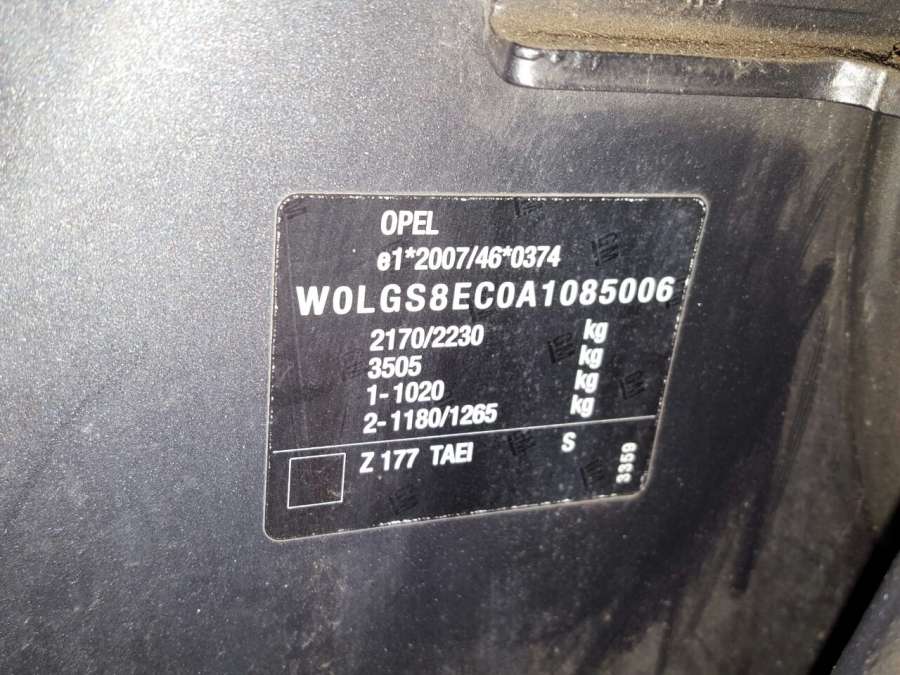 OPEL
e1*2007/46*0374
W0LGS8EC0A1085006
2170/2230 kg
3505 kg
1-1020 kg
2-1180/1265 kg
Z 177 TAEI S
3359